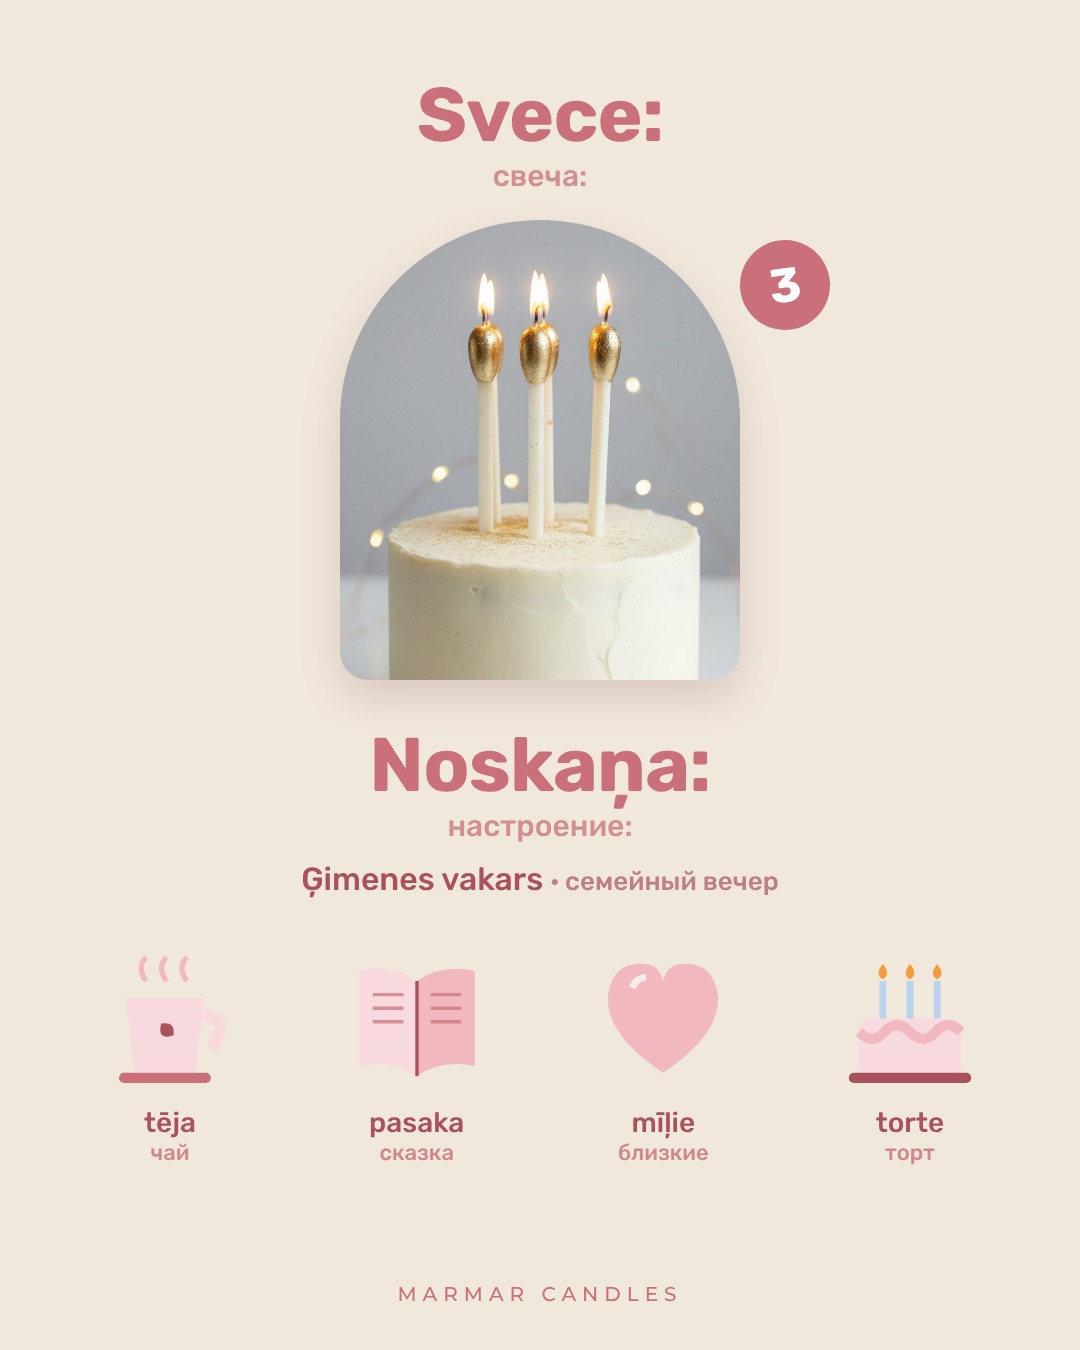 Svece:
свеча:
3
Noskaņa:
настроение:
Ģimenes vakars · семейный вечер
tēja
чай
pasaka
сказка
mīļie
близкие
torte
торт
MARMAR CANDLES